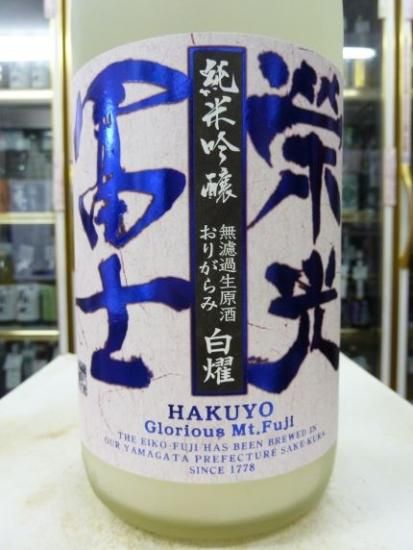 栄光
冨士
純米吟醸
無濾過生原酒
おりがらみ
白燿
HAKUYO
Glorious Mt.Fuji
THE EIKO-FUJI HAS BEEN BREWED IN
OUR YAMAGATA PREFECTURE SAKE-KURA
SINCE 1778